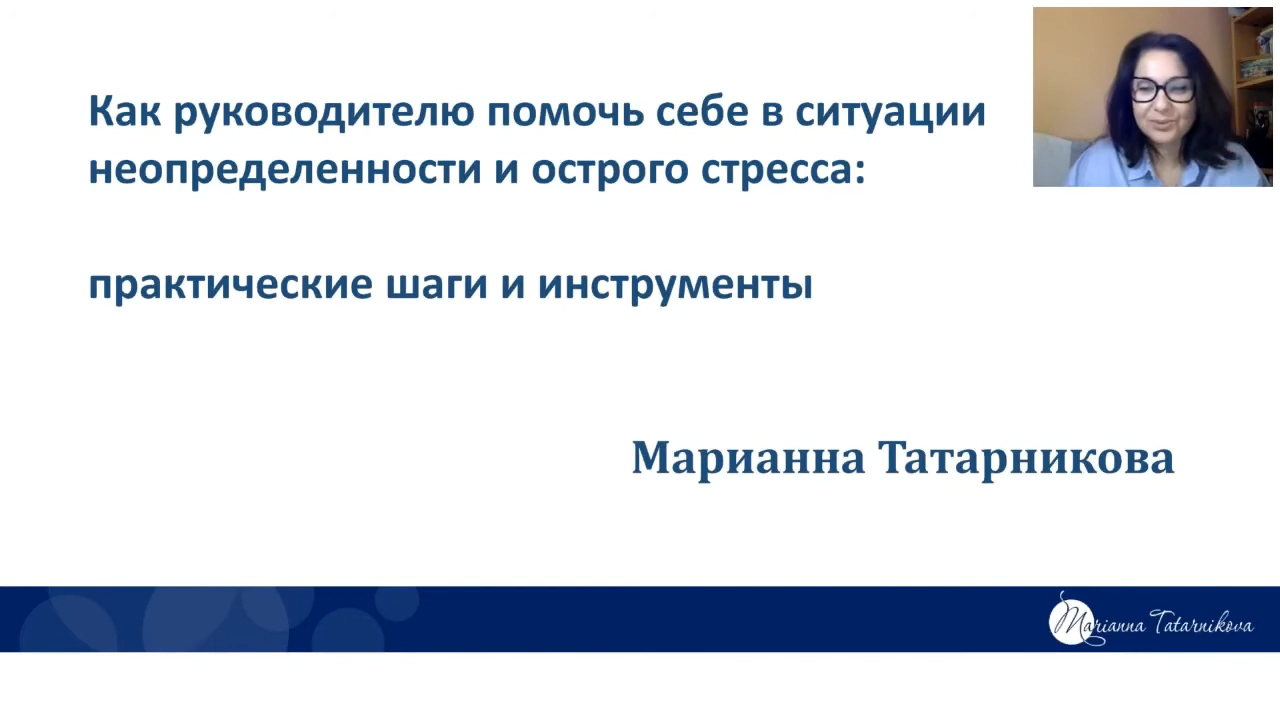 Как руководителю помочь себе в ситуации
неопределенности и острого стресса:
практические шаги и инструменты
Марианна Татарникова
Marianna Tatarnikova